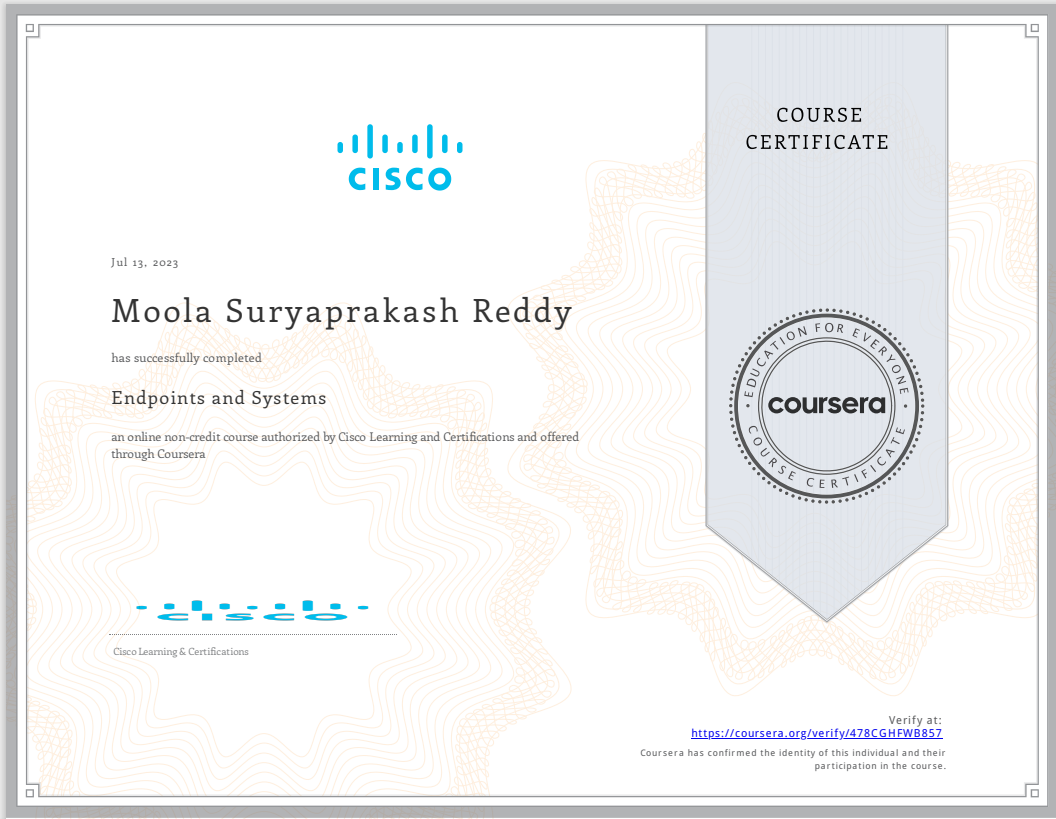 COURSE
CERTIFICATE
CISCO
Jul 13, 2023
Moola Suryaprakash Reddy
has successfully completed
Endpoints and Systems
an online non-credit course authorized by Cisco Learning and Certifications and offered
through Coursera
EDUCATION FOR EVERYONE
coursera
COURSE CERTIFICATE
CISCO
Cisco Learning & Certifications
Verify at:
https://coursera.org/verify/478CGHFWB857
Coursera has confirmed the identity of this individual and their
participation in the course.